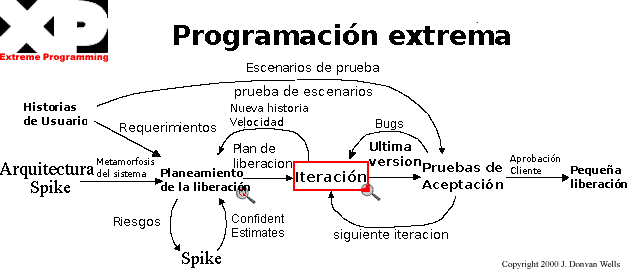 XP
Extreme Programming
Programación extrema
Escenarios de prueba
prueba de escenarios
Historias
de Usuario
Nueva historia
Velocidad
Requerimientos
Bugs
Arquitectura
Spike
Metamorfosis
del sistema
Planeamiento
de la liberación
Plan de
liberacion
Iteración
Ultima
version
Pruebas de
Aceptación
Aprobación
Cliente
Pequeña
liberación
Riesgos
Confident
Estimates
siguiente iteracion
Spike
Copyright 2000 J. Donvan Wells